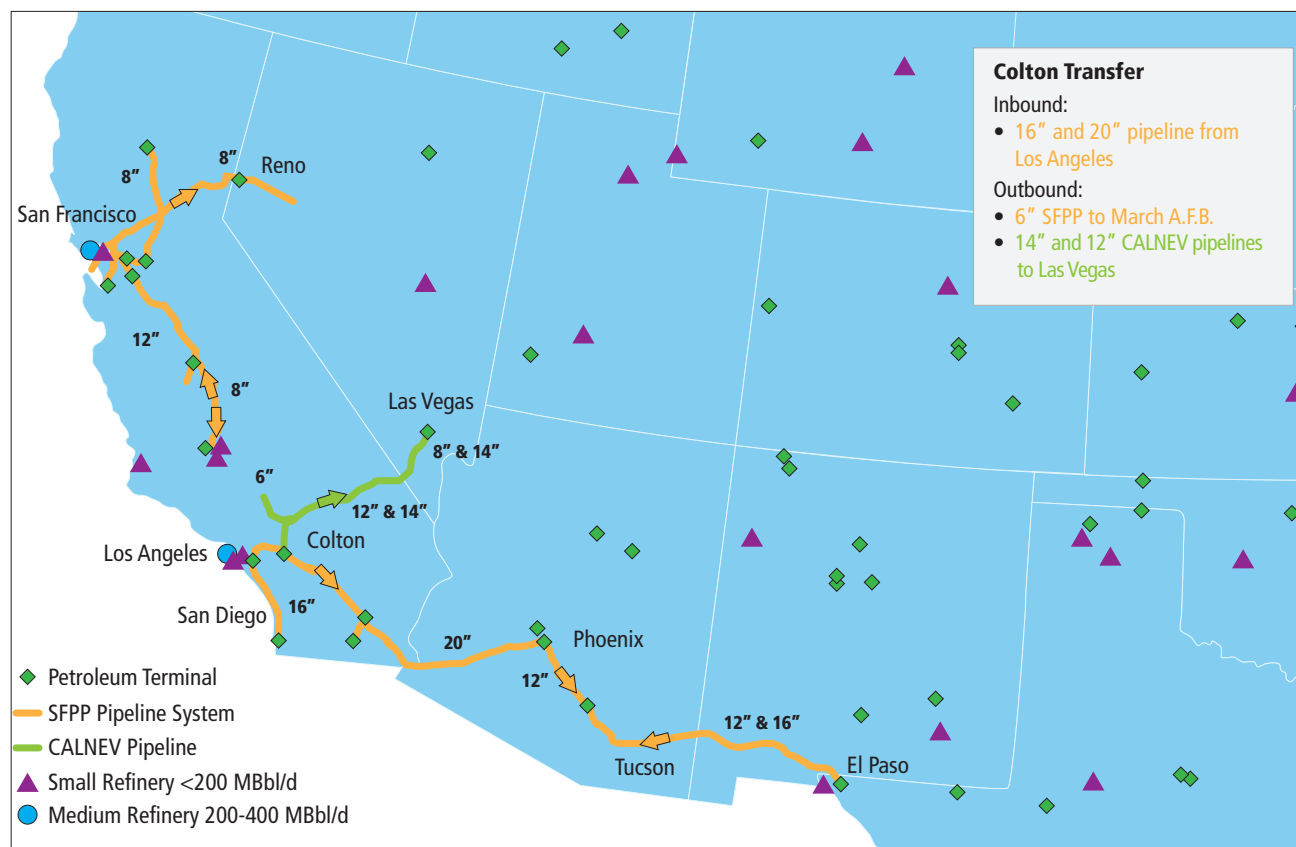 Colton Transfer
Inbound:
• 16” and 20” pipeline from
Los Angeles
Outbound:
• 6” SFPP to March A.F.B.
• 14” and 12” CALNEV pipelines
to Las Vegas
8”
8”
Reno
San Francisco
12”
8”
Las Vegas
8” & 14”
6”
12” & 14”
Los Angeles
Colton
San Diego
16”
20”
Phoenix
12”
12” & 16”
Tucson
El Paso
Petroleum Terminal
SFPP Pipeline System
CALNEV Pipeline
Small Refinery <200 MBbl/d
Medium Refinery 200-400 MBbl/d